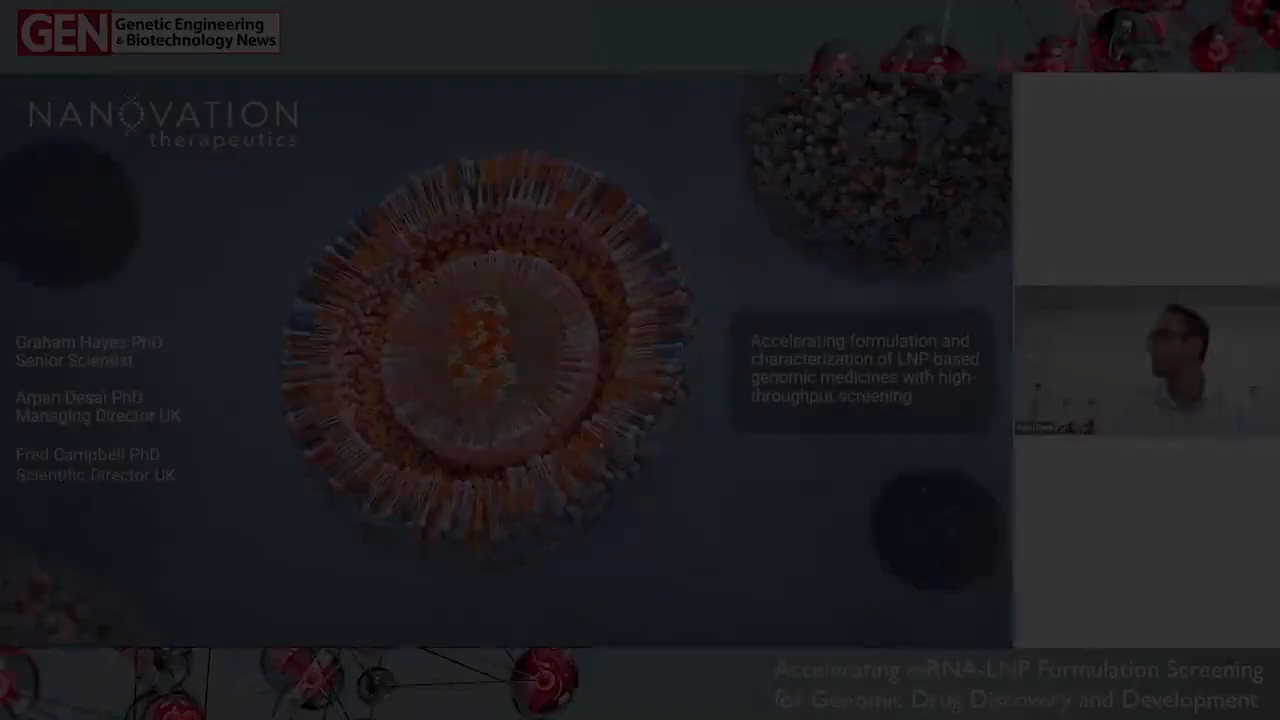 GEN Genetic Engineering
& Biotechnology News
NANOVATION
therapeutics
Graham Hayes PhD
Senior Scientist
Arpan Desai PhD
Managing Director UK
Fred Campbell PhD
Scientific Director UK
Accelerating formulation and
characterization of LNP based
genomic medicines with high-
throughput screening
Accelerating mRNA-LNP Formulation Screening
for Genomic Drug Discovery and Development